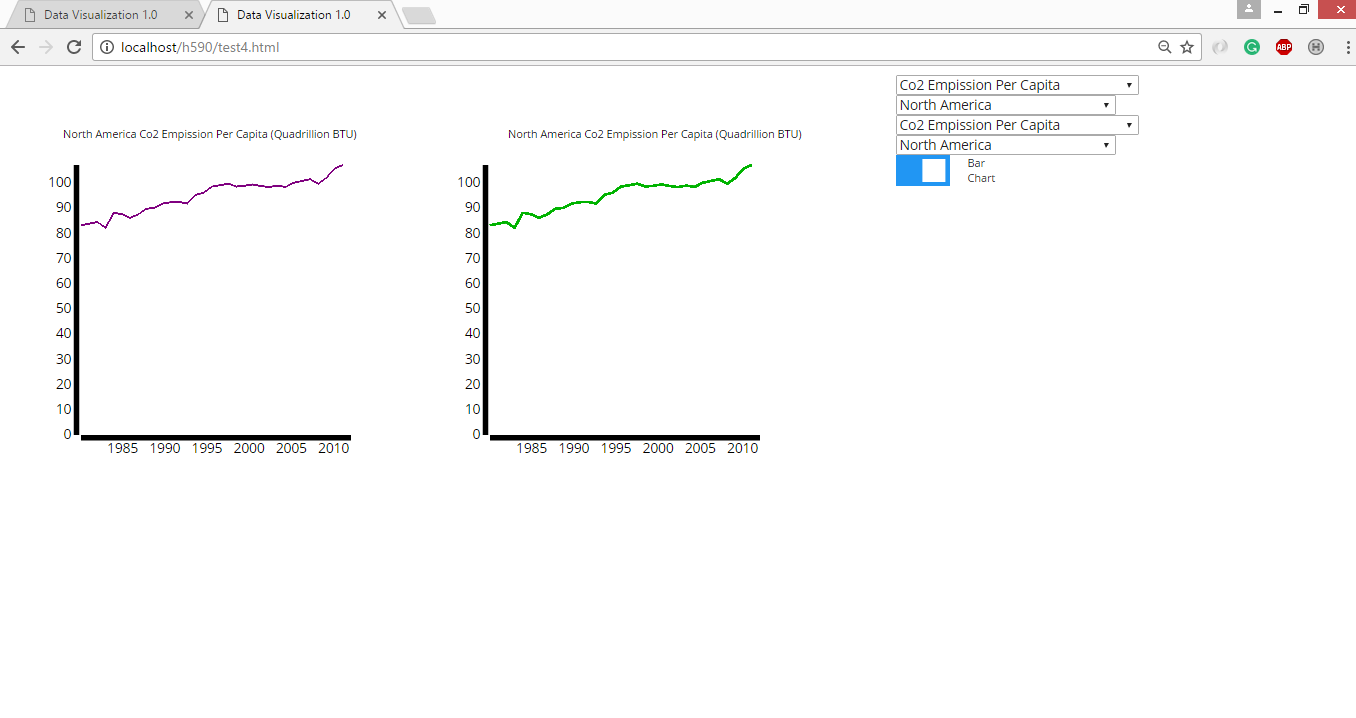 Data Visualization 1.0
Data Visualization 1.0
localhost/h590/test4.html
ABP
H
G
Co2 Empission Per Capita
North America
Co2 Empission Per Capita
North America
Bar
Chart
North America Co2 Empission Per Capita (Quadrillion BTU)
100
90
80
70
60
50
40
30
20
10
0
1985 1990 1995 2000 2005 2010
North America Co2 Empission Per Capita (Quadrillion BTU)
100
90
80
70
60
50
40
30
20
10
0
1985 1990 1995 2000 2005 2010